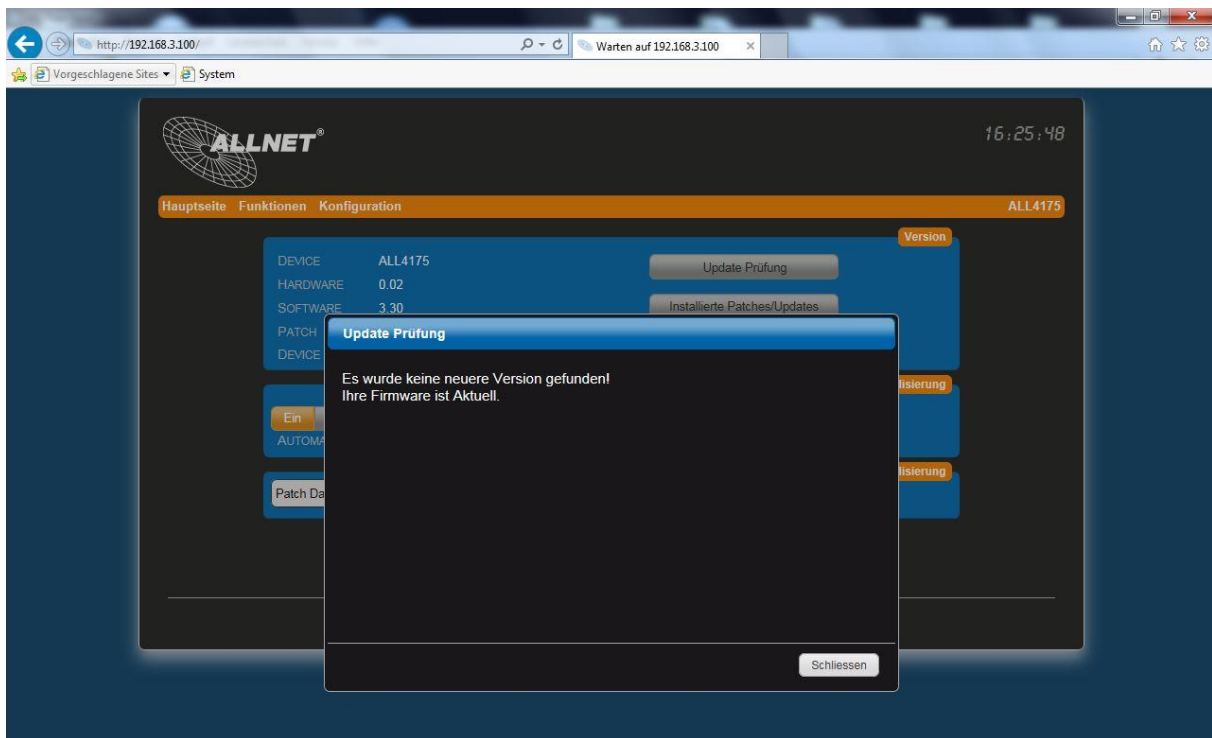 http://192.168.3.100/
Warten auf 192.168.3.100
Vorgeschlagene Sites
System
ALLNET®
16:25:48
Hauptseite Funktionen Konfiguration
ALL4175
Version
DEVICE ALL4175
Update Prüfung
HARDWARE 0.02
SOFTWARE 3.30
Installierte Patches/Updates
PATCH
DEVICE
Update Prüfung
Es wurde keine neuere Version gefunden!
Ihre Firmware ist Aktuell.
lisierung
Ein
AUTOMA
lisierung
Patch Da
Schliessen